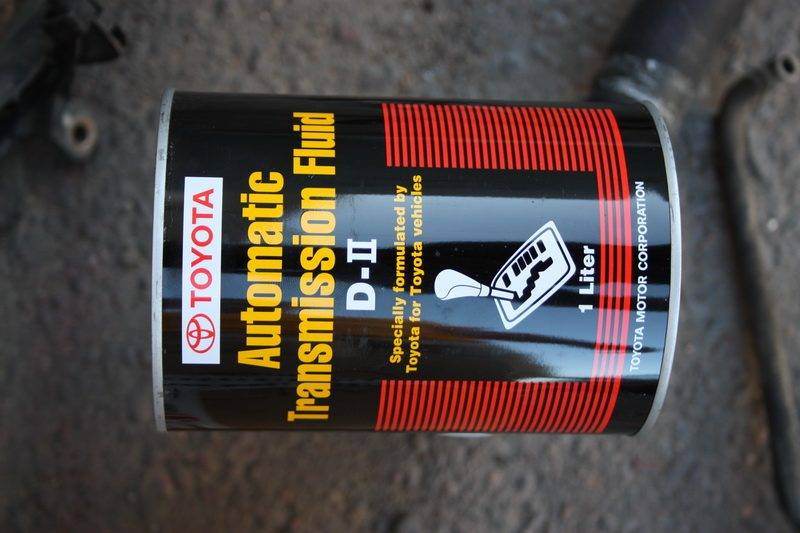 TOYOTA
Automatic
Transmission Fluid
D-II
Specially formulated by
Toyota for Toyota vehicles
1 Liter
TOYOTA MOTOR CORPORATION